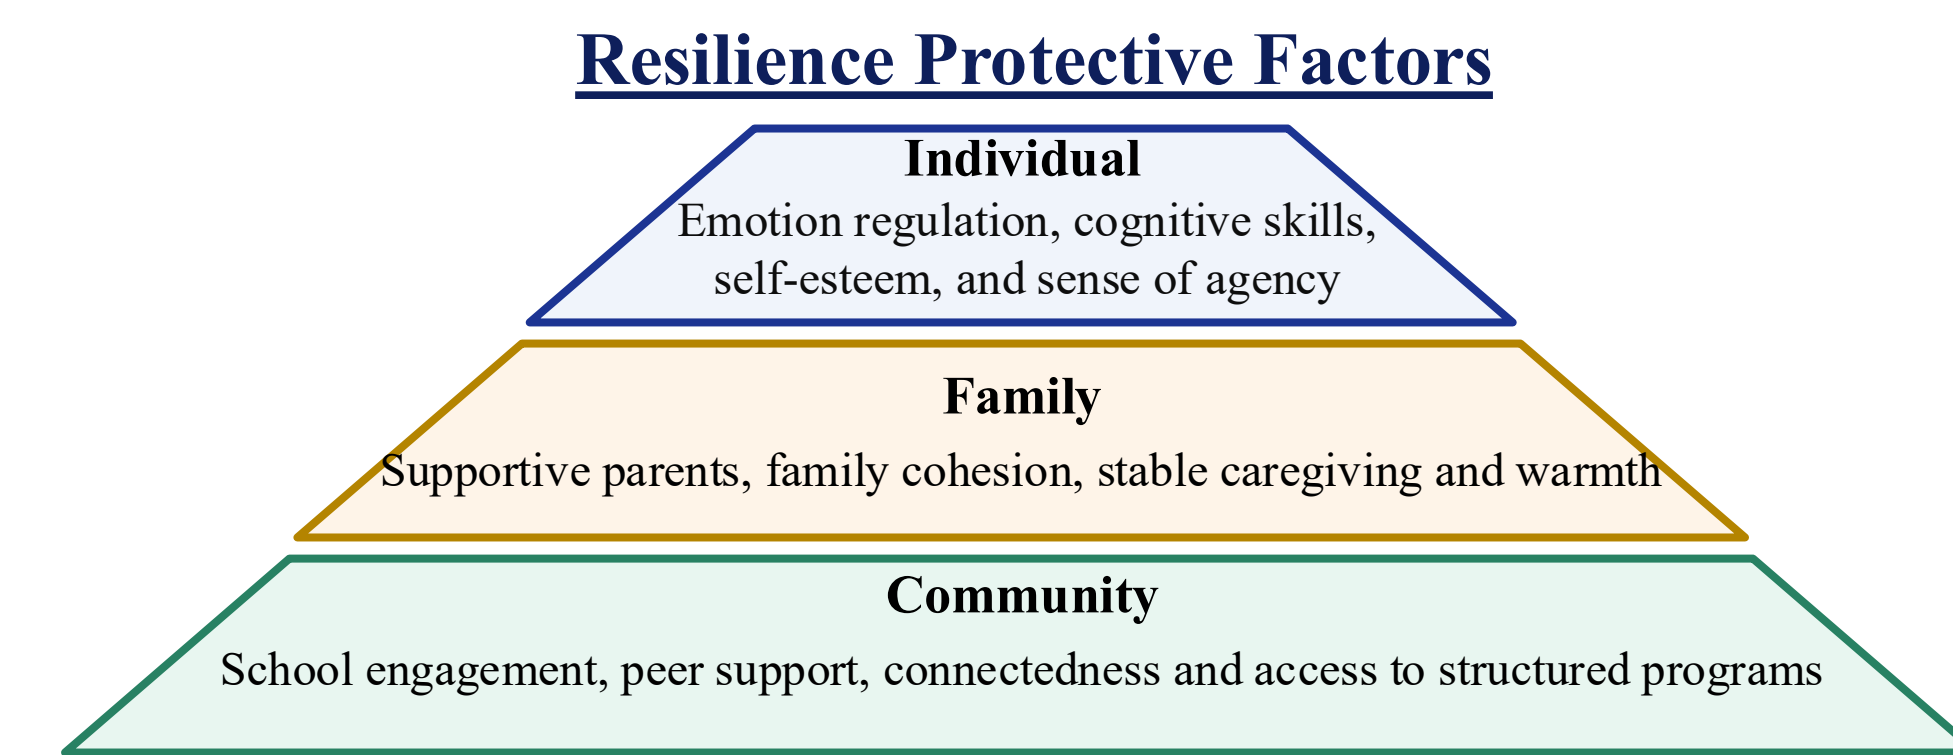 Resilience Protective Factors
Individual
Emotion regulation, cognitive skills,
self-esteem, and sense of agency
Family
Supportive parents, family cohesion, stable caregiving and warmth
Community
School engagement, peer support, connectedness and access to structured programs